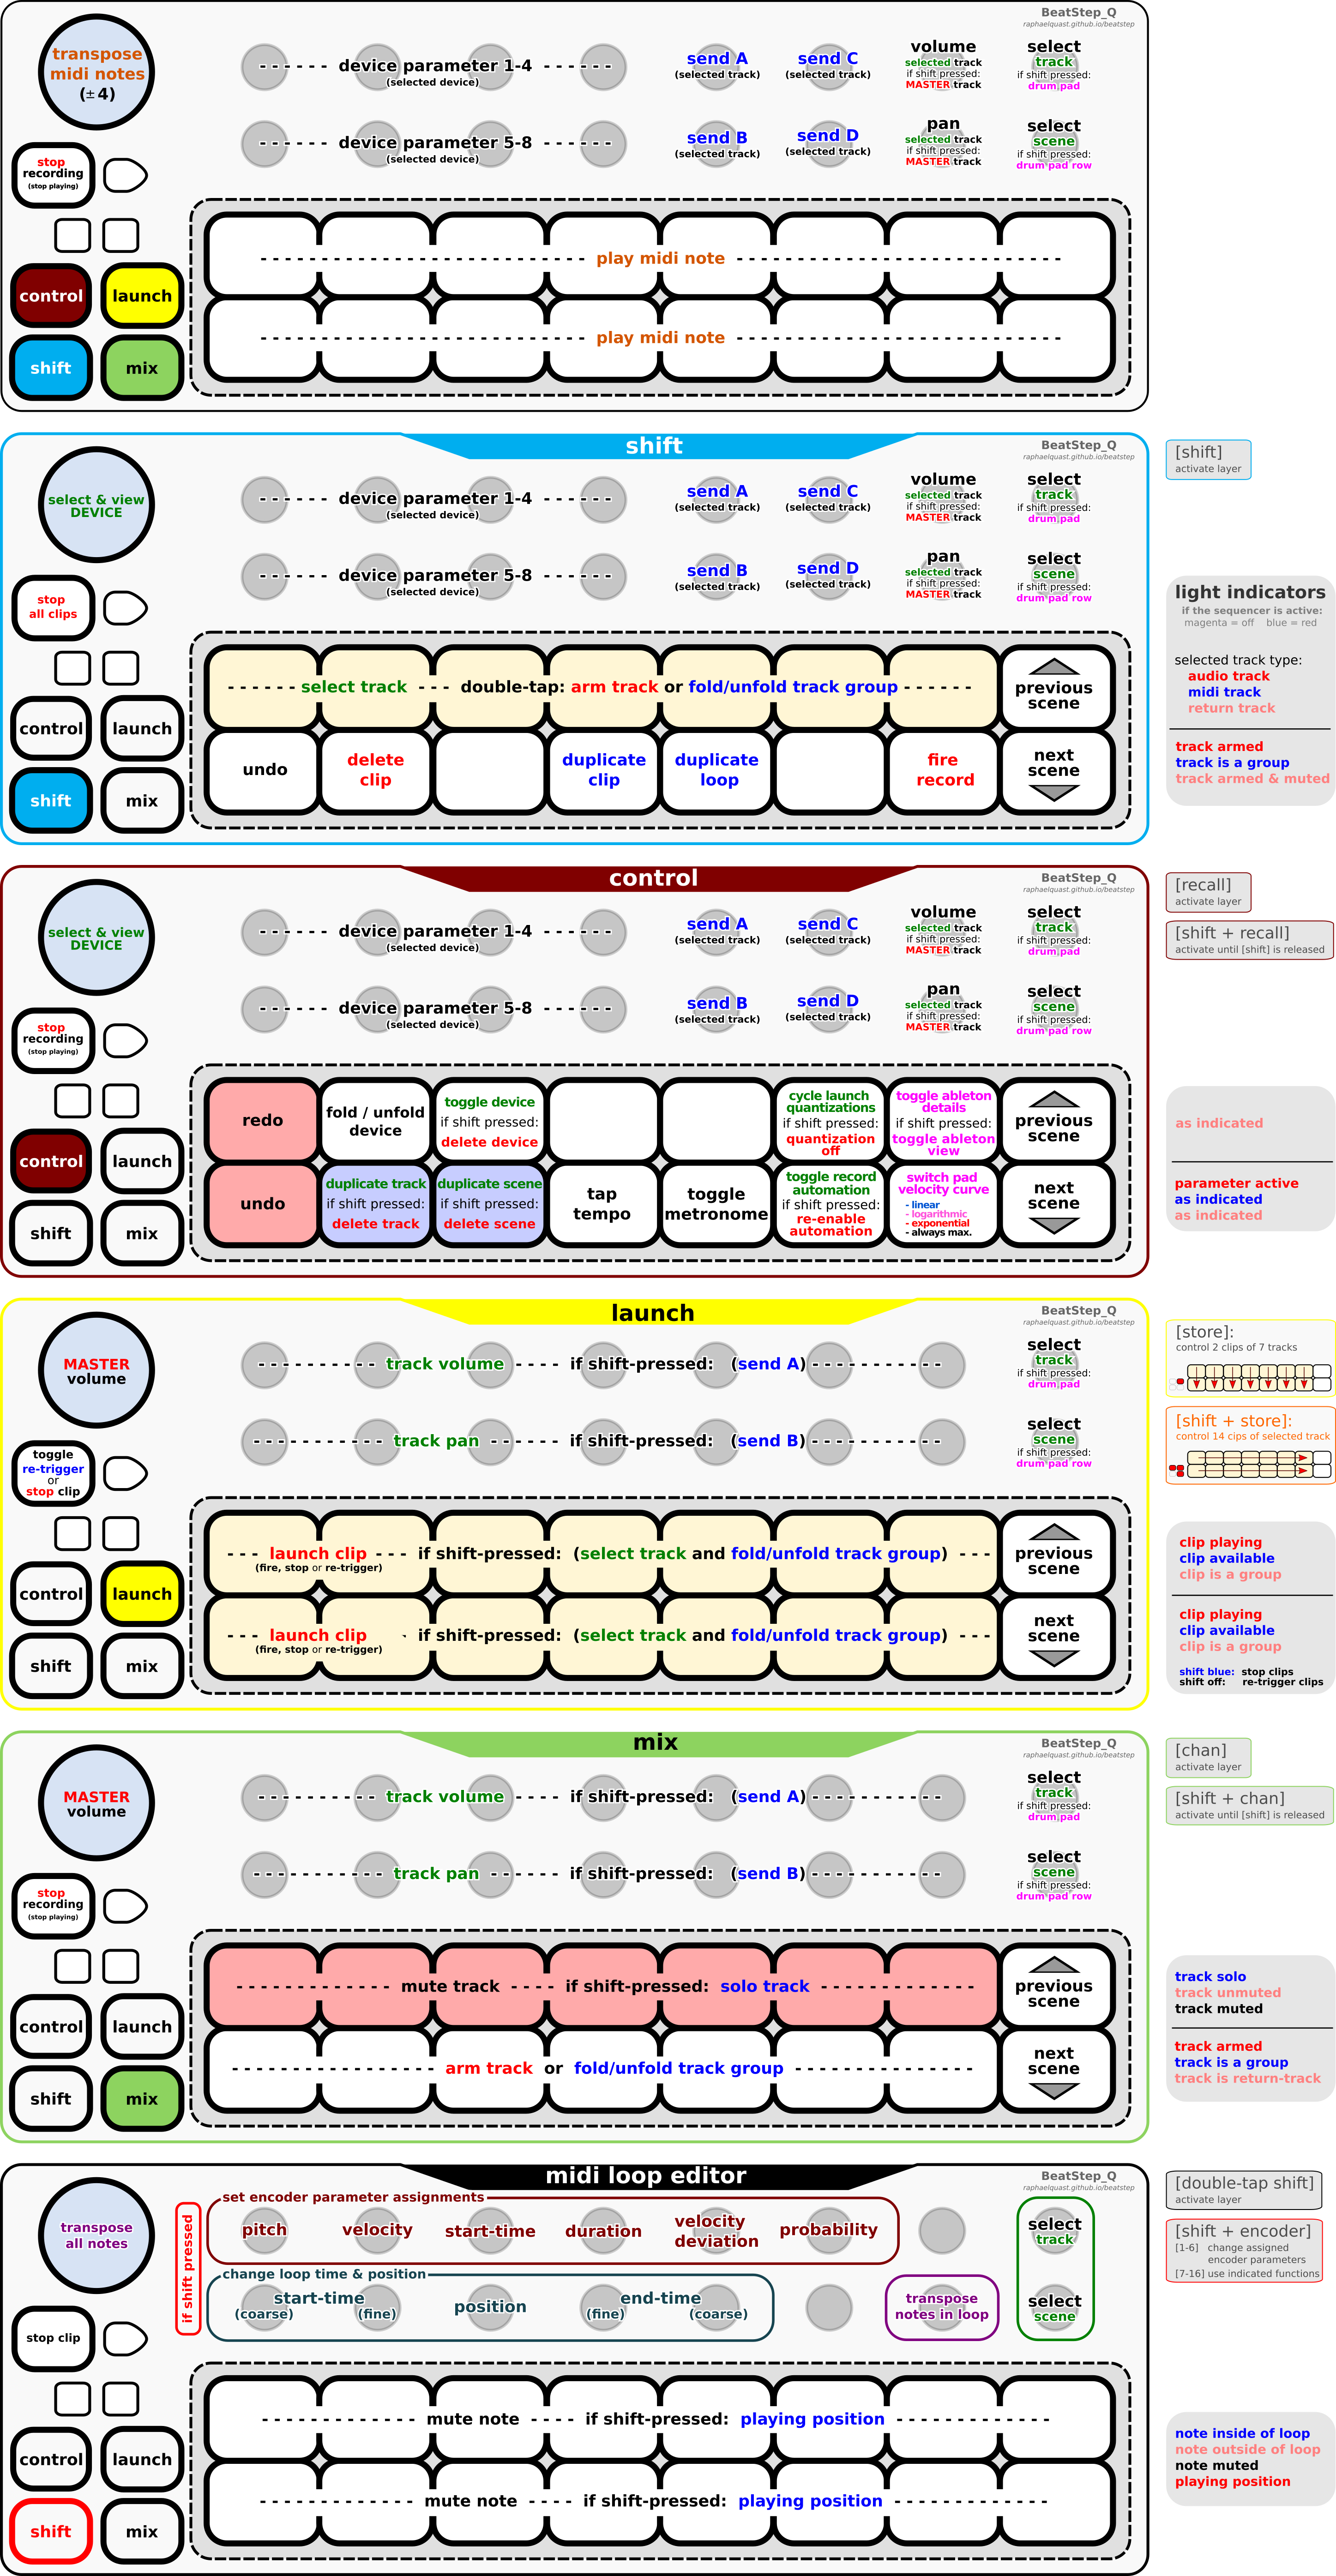 BeatStep_Q
raphaelquast.github.io/beatstep
transpose
midi notes
(±4)
------ device parameter 1-4 ------
(selected device)
send A
(selected track)
send C
(selected track)
volume
selected track
if shift pressed:
MASTER track
select
track
if shift pressed:
drum pad
------ device parameter 5-8 ------
(selected device)
send B
(selected track)
send D
(selected track)
pan
selected track
if shift pressed:
MASTER track
select
scene
if shift pressed:
drum pad row
stop
recording
(stop playing)
control
launch
shift
mix
play midi note
play midi note
shift
BeatStep_Q
raphaelquast.github.io/beatstep
select & view
DEVICE
------ device parameter 1-4 ------
(selected device)
send A
(selected track)
send C
(selected track)
volume
selected track
if shift pressed:
MASTER track
select
track
if shift pressed:
drum pad
------ device parameter 5-8 ------
(selected device)
send B
(selected track)
send D
(selected track)
pan
selected track
if shift pressed:
MASTER track
select
scene
if shift pressed:
drum pad row
stop
all clips
control
launch
shift
mix
------ select track --- double-tap: arm track or fold/unfold track group ------
previous
scene
undo
delete
clip
duplicate
clip
duplicate
loop
fire
record
next
scene
[shift]
activate layer
light indicators
if the sequencer is active:
magenta = off blue = red
selected track type:
audio track
midi track
return track
track armed
track is a group
track armed & muted
control
BeatStep_Q
raphaelquast.github.io/beatstep
select & view
DEVICE
------ device parameter 1-4 ------
(selected device)
send A
(selected track)
send C
(selected track)
volume
selected track
if shift pressed:
MASTER track
select
track
if shift pressed:
drum pad
------ device parameter 5-8 ------
(selected device)
send B
(selected track)
send D
(selected track)
pan
selected track
if shift pressed:
MASTER track
select
scene
if shift pressed:
drum pad row
stop
recording
(stop playing)
control
launch
shift
mix
redo
fold / unfold
device
toggle device
if shift pressed:
delete device
cycle launch
quantizations
if shift pressed:
quantization
off
toggle ableton
details
if shift pressed:
toggle ableton
view
previous
scene
undo
duplicate track
if shift pressed:
delete track
duplicate scene
if shift pressed:
delete scene
tap
tempo
toggle
metronome
toggle record
automation
if shift pressed:
re-enable
automation
switch pad
velocity curve
- linear
- logarithmic
- exponential
- always max.
next
scene
[recall]
activate layer
[shift + recall]
activate until [shift] is released
as indicated
parameter active
as indicated
as indicated
launch
BeatStep_Q
raphaelquast.github.io/beatstep
MASTER
volume
---------- track volume ---- if shift-pressed: (send A) ----------
select
track
if shift pressed:
drum pad
---------- track pan ------ if shift-pressed: (send B) ----------
select
scene
if shift pressed:
drum pad row
toggle
re-trigger
or
stop clip
control
launch
shift
mix
--- launch clip --- if shift-pressed: (select track and fold/unfold track group) ---
(fire, stop or re-trigger)
previous
scene
--- launch clip - if shift-pressed: (select track and fold/unfold track group) ---
(fire, stop or re-trigger)
next
scene
[store]:
control 2 clips of 7 tracks
[shift + store]:
control 14 cips of selected track
clip playing
clip available
clip is a group
clip playing
clip available
clip is a group
shift blue: stop clips
shift off: re-trigger clips
mix
BeatStep_Q
raphaelquast.github.io/beatstep
MASTER
volume
---------- track volume ---- if shift-pressed: (send A) ----------
select
track
if shift pressed:
drum pad
---------- track pan ------ if shift-pressed: (send B) ----------
select
scene
if shift pressed:
drum pad row
stop
recording
(stop playing)
control
launch
shift
mix
------------ mute track ---- if shift-pressed: solo track ------------
previous
scene
---------------- arm track or fold/unfold track group --------------
next
scene
[chan]
activate layer
[shift + chan]
activate until [shift] is released
track solo
track unmuted
track muted
track armed
track is a group
track is return-track
midi loop editor
BeatStep_Q
raphaelquast.github.io/beatstep
transpose
all notes
if shift pressed
set encoder parameter assignments
pitch
velocity
start-time
duration
velocity
deviation
probability
select
track
change loop time & position
start-time
(coarse)
(fine)
position
end-time
(fine)
(coarse)
transpose
notes in loop
select
scene
stop clip
control
launch
shift
mix
------------ mute note ---- if shift-pressed: playing position ------------
------------ mute note ---- if shift-pressed: playing position ------------
[double-tap shift]
activate layer
[shift + encoder]
[1-6] change assigned
encoder parameters
[7-16] use indicated functions
note inside of loop
note outside of loop
note muted
playing position